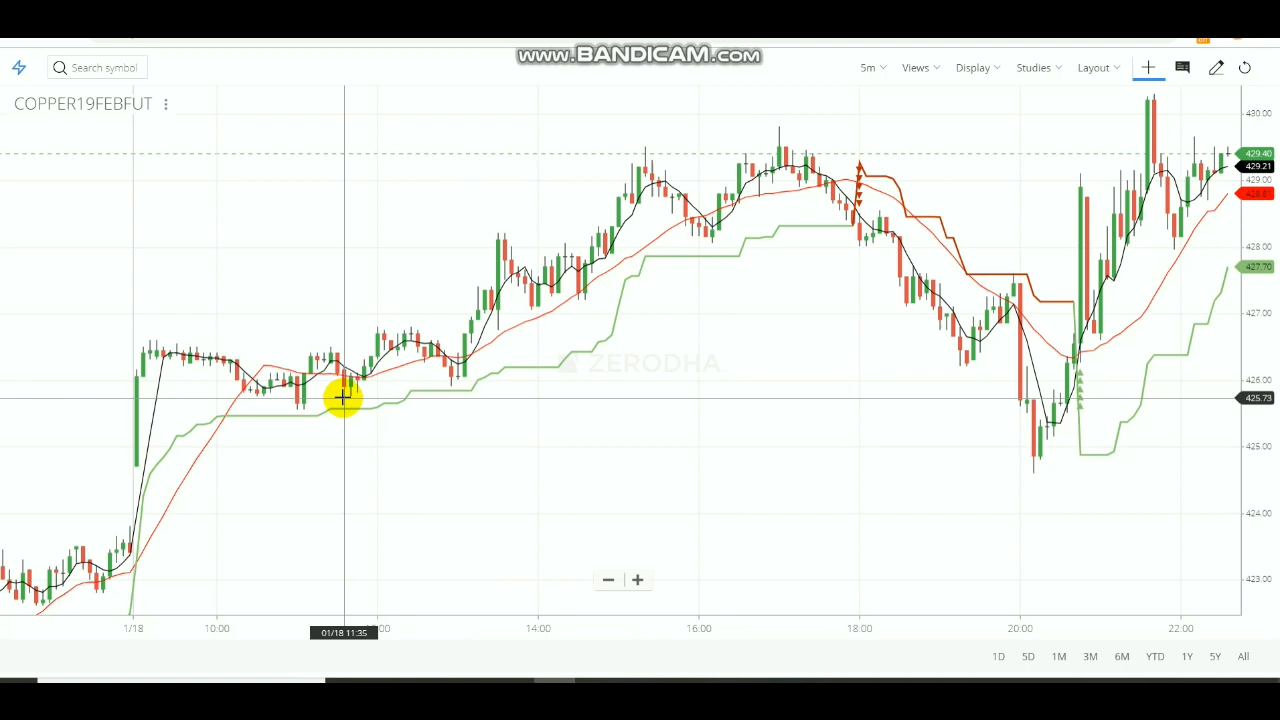 www.BANDICAM.com
Search symbol
5m Views Display Studies Layout
COPPER19FEBFUT
430.00
429.40
429.21
429.00
428.00
427.70
427.00
426.00
425.73
425.00
424.00
423.00
ZERODHA
1/18 10:00 14:00 16:00 18:00 20:00 22:00
01/18 11:35
1D 5D 1M 3M 6M YTD 1Y 5Y All